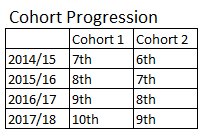 Cohort Progression
Cohort 1 Cohort 2
2014/15 7th 6th
2015/16 8th 7th
2016/17 9th 8th
2017/18 10th 9th